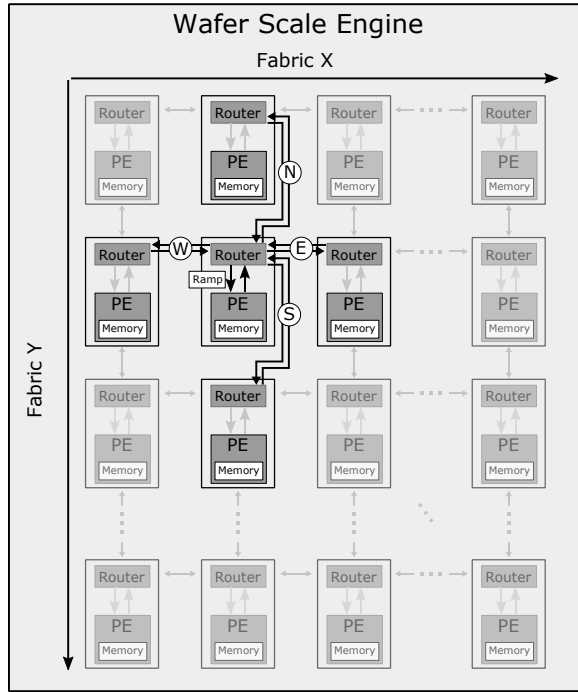 Wafer Scale Engine
Fabric X
Fabric Y
Router Router Router Router
PE PE PE PE
Memory Memory Memory Memory
N
W E
Router Router Router Router
Ramp
PE PE PE PE
Memory Memory Memory Memory
S
Router Router Router Router
PE PE PE PE
Memory Memory Memory Memory
Router Router Router Router
PE PE PE PE
Memory Memory Memory Memory